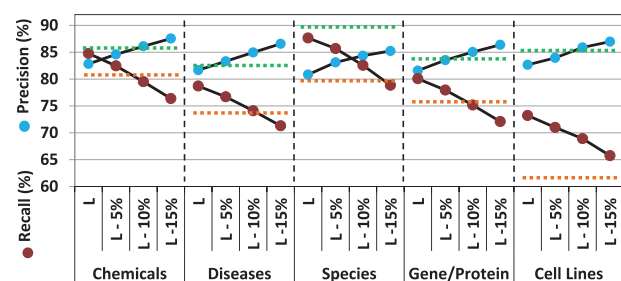 Precision (%)
Recall (%)
90
85
80
75
70
65
60
L
L - 5%
L - 10%
L -15%
L
L - 5%
L - 10%
L -15%
L
L - 5%
L - 10%
L -15%
L
L - 5%
L - 10%
L -15%
L
L - 5%
L - 10%
L -15%
Chemicals
Diseases
Species
Gene/Protein
Cell Lines